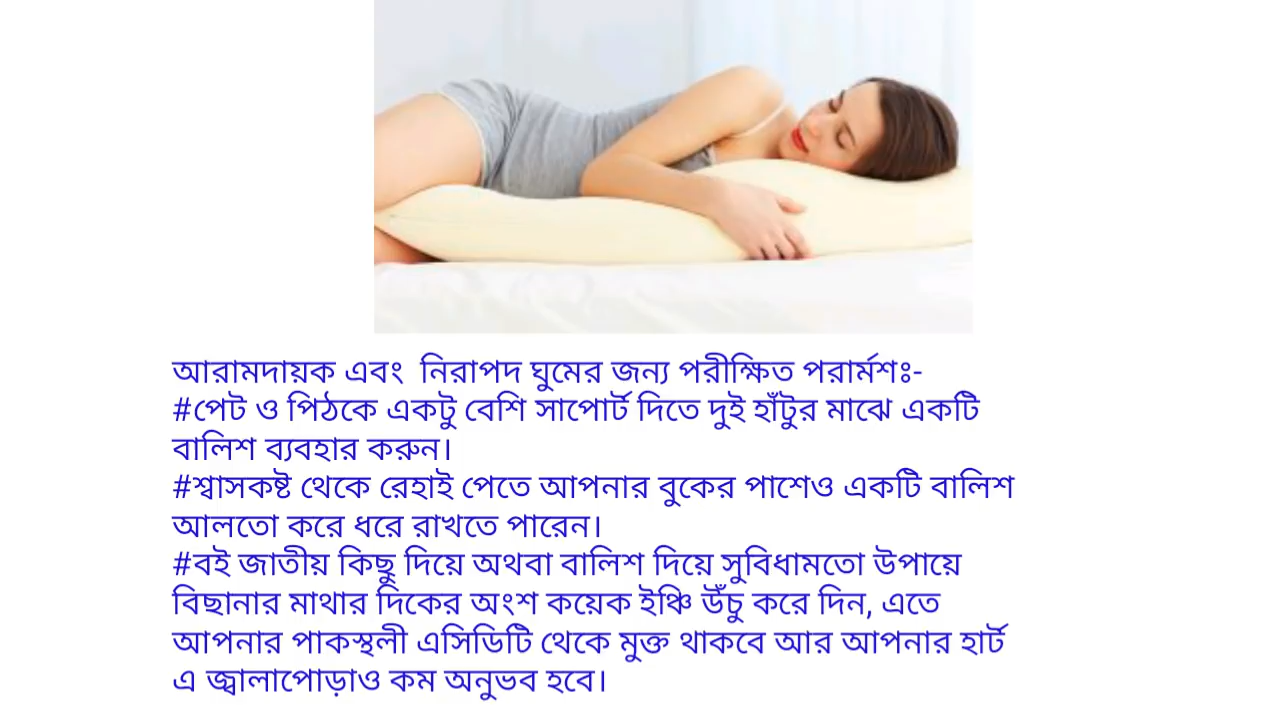 আরামদায়ক এবং  নিরাপদ ঘুমের জন্য পরীক্ষিত পরার্মশঃ-
#পেট ও পিঠকে একটু বেশি সাপোর্ট দিতে দুই হাঁটুর মাঝে একটি
বালিশ ব্যবহার করুন।
#শ্বাসকষ্ট থেকে রেহাই পেতে আপনার বুকের পাশেও একটি বালিশ
আলতো করে ধরে রাখতে পারেন।
#বই জাতীয় কিছু দিয়ে অথবা বালিশ দিয়ে সুবিধামতো উপায়ে
বিছানার মাথার দিকের অংশ কয়েক ইঞ্চি উঁচু করে দিন, এতে
আপনার পাকস্থলী এসিডিটি থেকে মুক্ত থাকবে আর আপনার হার্ট
এ জ্বালাপোড়াও কম অনুভব হবে।